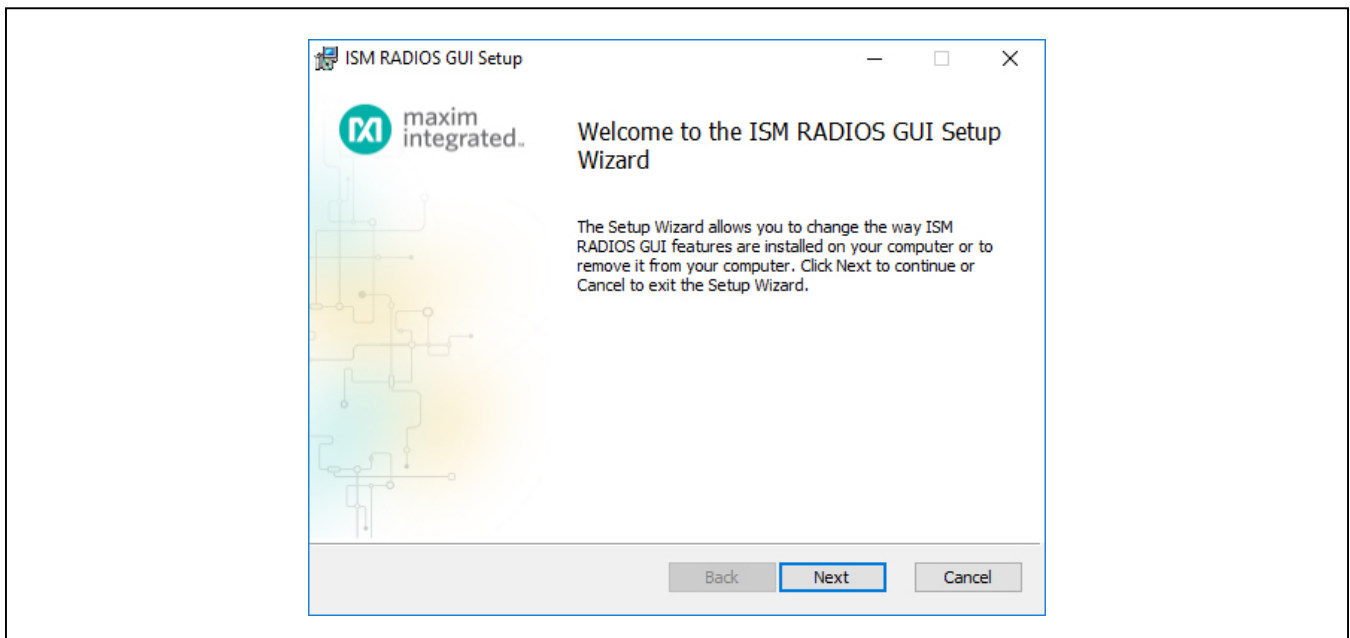 ISM RADIOS GUI Setup
maxim
integrated™
Welcome to the ISM RADIOS GUI Setup
Wizard
The Setup Wizard allows you to change the way ISM
RADIOS GUI features are installed on your computer or to
remove it from your computer. Click Next to continue or
Cancel to exit the Setup Wizard.
Back
Next
Cancel